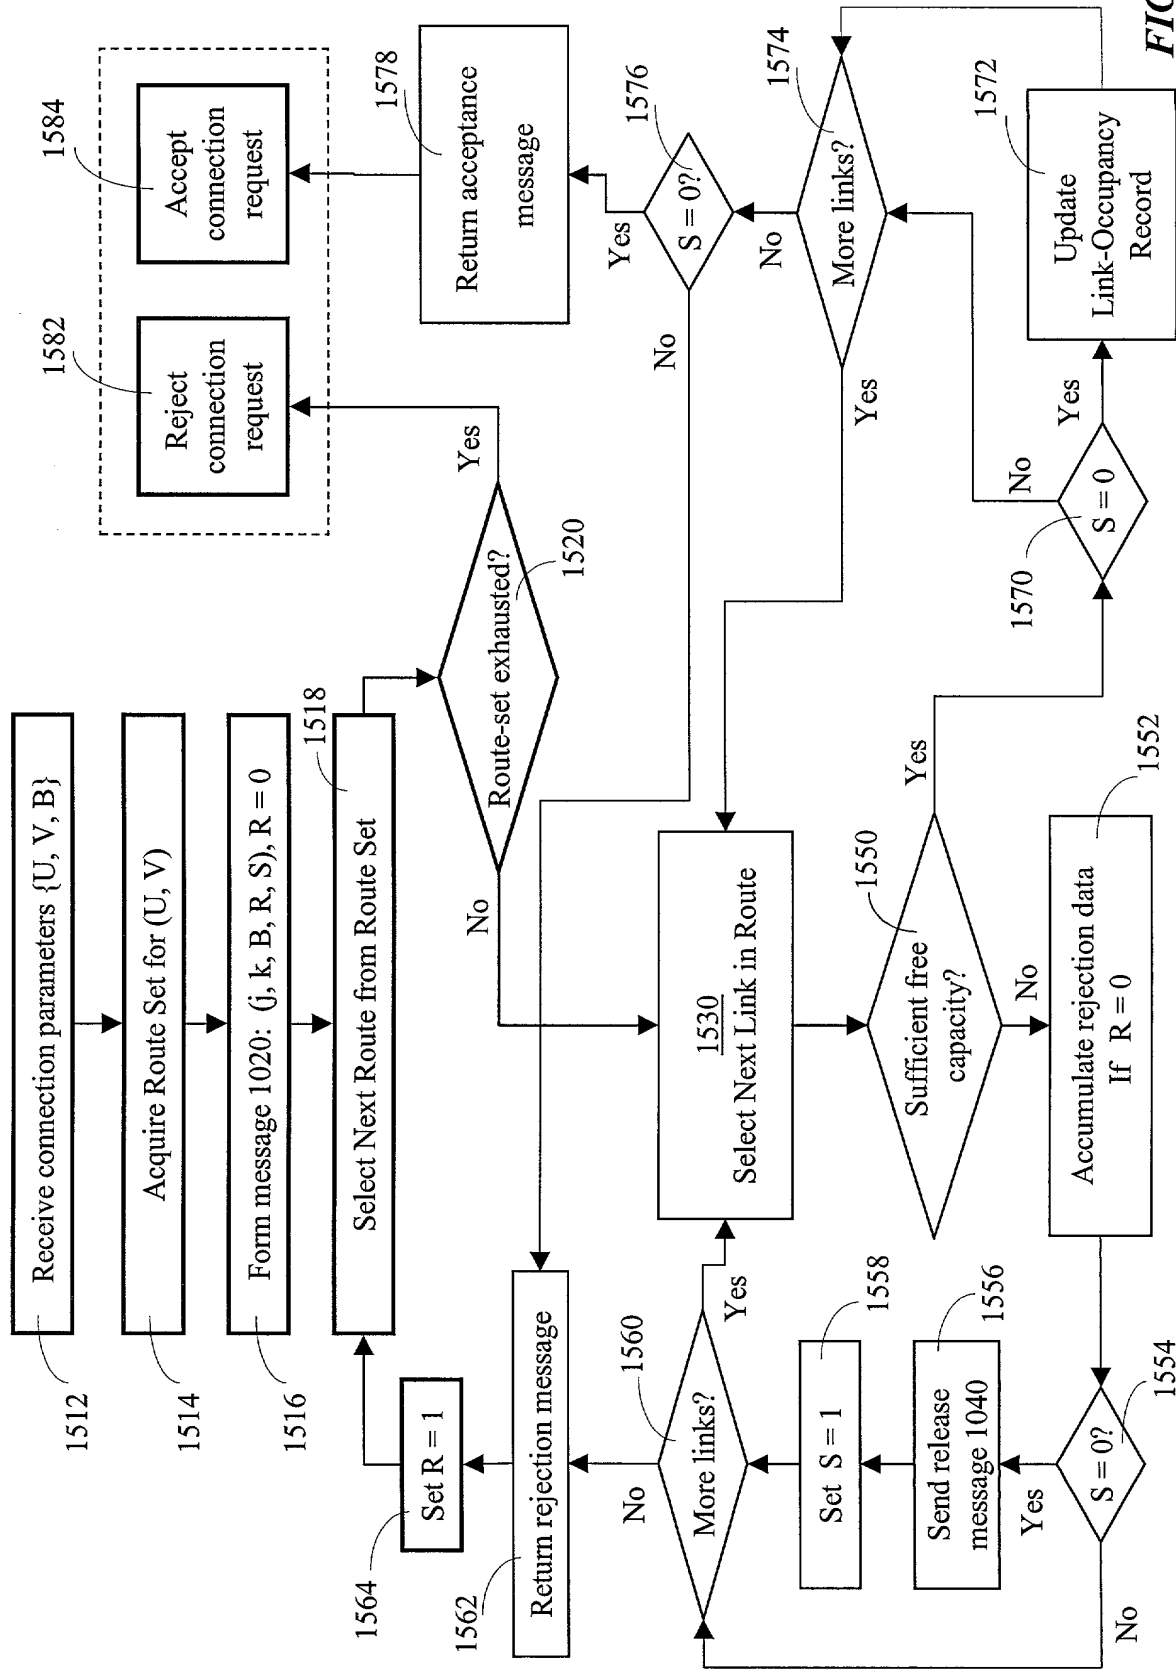 1512
Receive connection parameters {U, V, B}
1514
Acquire Route Set for (U, V)
1516
Form message 1020: (j, k, B, R, S), R = 0
1518
Select Next Route from Route Set
1520
Route-set exhausted?
Yes
No
1582
Reject
connection
request
1584
Accept
connection
request
1578
Return acceptance
message
1576
S = 0?
Yes
No
1574
More links?
No
Yes
1572
Update
Link-Occupancy
Record
1570
S = 0
Yes
No
1530
Select Next Link in Route
1550
Sufficient free
capacity?
Yes
No
1552
Accumulate rejection data
If R = 0
1554
S = 0?
Yes
No
1556
Send release
message 1040
1558
Set S = 1
1560
More links?
Yes
No
1562
Return rejection message
1564
Set R = 1